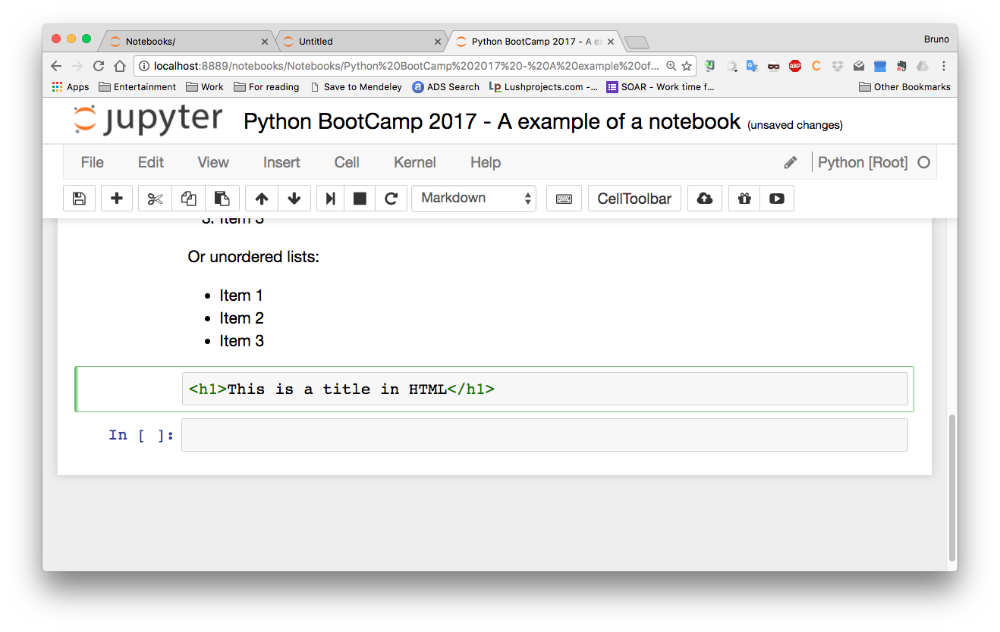 Notebooks/
Untitled
Python BootCamp 2017 - A ex
Bruno
localhost:8889/notebooks/Notebooks/Python%20BootCamp%202017%20-%20A%20example%20of...
ABP
Apps Entertainment Work For reading Save to Mendeley a ADS Search Lp Lushprojects.com -... SOAR - Work time f... Other Bookmarks
jupyter Python BootCamp 2017 - A example of a notebook (unsaved changes)
File Edit View Insert Cell Kernel Help Python [Root]
Markdown CellToolbar
3. Item 3
Or unordered lists:
• Item 1
• Item 2
• Item 3
<h1>This is a title in HTML</h1>
In [ ]: